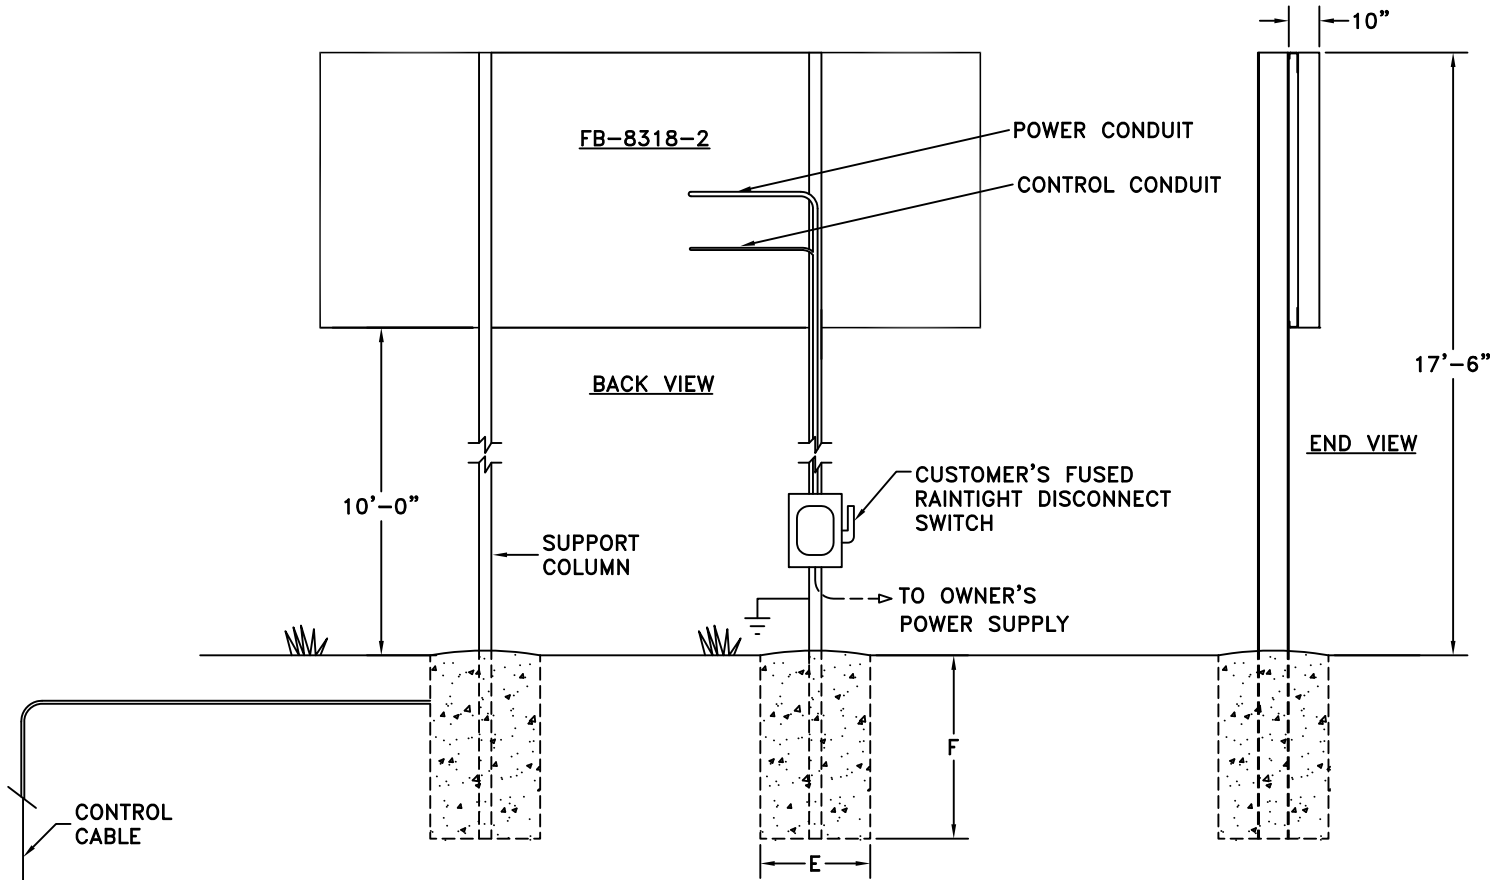 10”
FB-8318-2
POWER CONDUIT
CONTROL CONDUIT
17’-6”
BACK VIEW
END VIEW
10’-0”
CUSTOMER’S FUSED
RAINTIGHT DISCONNECT
SWITCH
SUPPORT
COLUMN
TO OWNER’S
POWER SUPPLY
F
CONTROL
CABLE
E